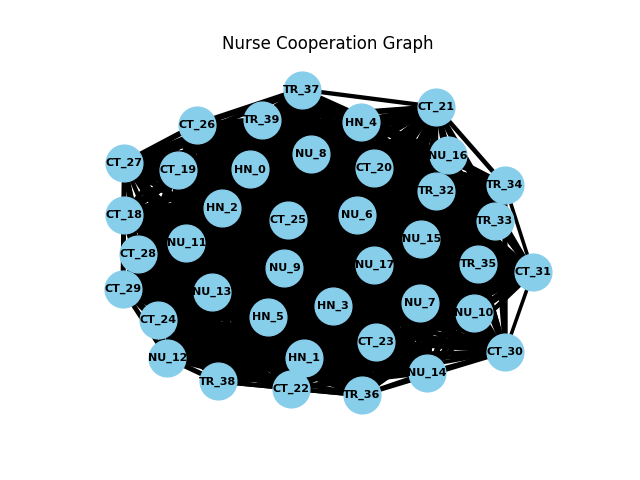 Nurse Cooperation Graph
TR_37
CT_21
TR_39
HN_4
CT_26
NU_8
NU_16
CT_27
CT_19
HN_0
CT_20
TR_34
TR_32
HN_2
NU_6
CT_18
CT_25
TR_33
NU_15
NU_11
CT_28
TR_35
NU_17
NU_9
CT_31
CT_29
NU_13
NU_7
HN_3
NU_10
HN_5
CT_24
CT_23
CT_30
NU_12
HN_1
NU_14
TR_38
CT_22
TR_36